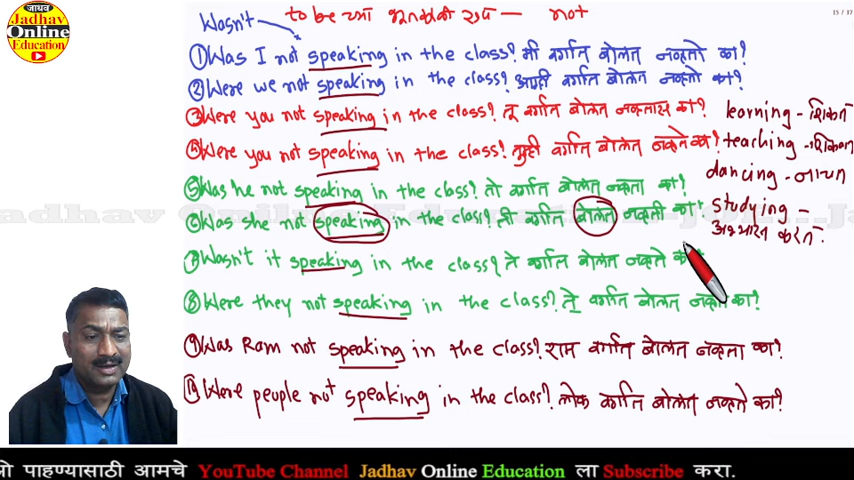 जाधव
Jadhav
Online
Education
Wasn't
to be च्या भूतकाळी रूप — not
15 / 17
① Was I not speaking in the class? मी वर्गात बोलत नव्हतो का?
② Were we not speaking in the class? आम्ही वर्गात बोलत नव्हतो का?
③ Were you not speaking in the class? तू वर्गात बोलत नव्हतास का?
④ Were you not speaking in the class? तुम्ही वर्गात बोलत नव्हते का?
⑤ Was he not speaking in the class? तो वर्गात बोलत नव्हता का?
⑥ Was she not speaking in the class? ती वर्गात बोलत नव्हती का?
⑦ Wasn't it speaking in the class? ते वर्गात बोलत नव्हते का?
⑧ Were they not speaking in the class? ते वर्गात बोलत नव्हते का?
⑨ Was Ram not speaking in the class? राम वर्गात बोलत नव्हता का?
⑩ Were people not speaking in the class? लोक वर्गात बोलत नव्हते का?
learning - शिकत
teaching - शिकवत
dancing - नाचत
studying -
अभ्यास करत.
पाहण्यासाठी आमचे YouTube Channel Jadhav Online Education ला Subscribe करा.